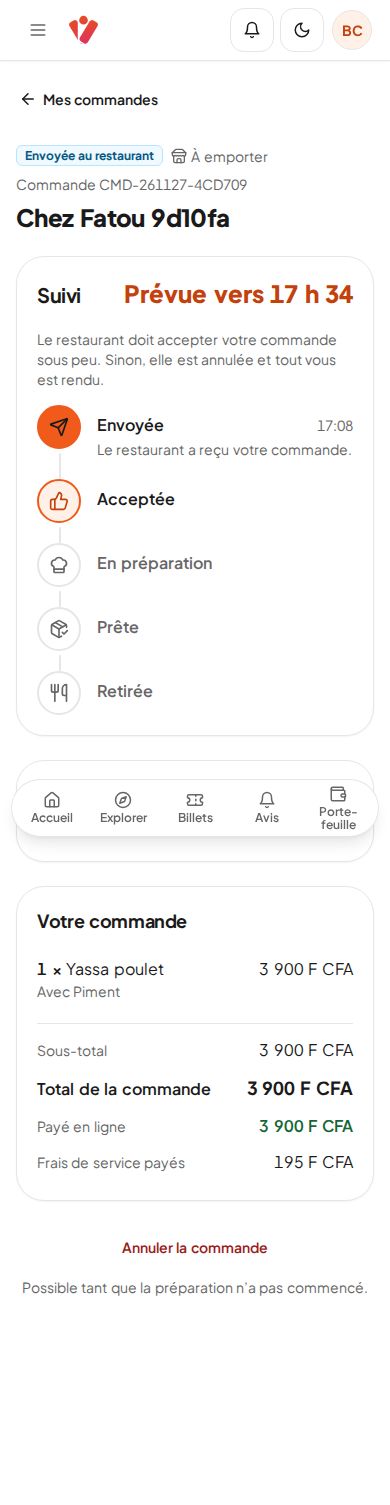 BC
Mes commandes
Envoyée au restaurant À emporter
Commande CMD-261127-4CD709
Chez Fatou 9d10fa
Suivi Prévue vers 17 h 34
Le restaurant doit accepter votre commande
sous peu. Sinon, elle est annulée et tout vous
est rendu.
Envoyée 17:08
Le restaurant a reçu votre commande.
Acceptée
En préparation
Prête
Retirée
Accueil Explorer Billets Avis Porte-
feuille
Votre commande
1 × Yassa poulet 3 900 F CFA
Avec Piment
Sous-total 3 900 F CFA
Total de la commande 3 900 F CFA
Payé en ligne 3 900 F CFA
Frais de service payés 195 F CFA
Annuler la commande
Possible tant que la préparation n’a pas commencé.